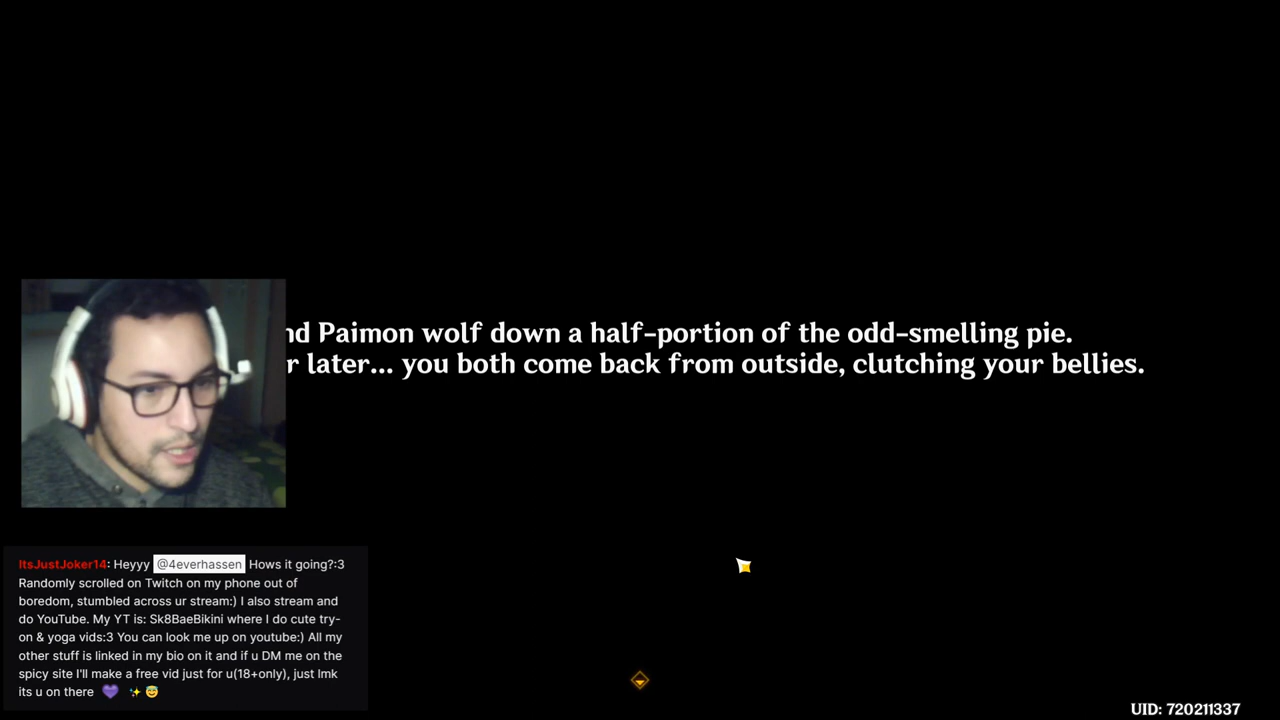 nd Paimon wolf down a half-portion of the odd-smelling pie.
r later... you both come back from outside, clutching your bellies.
ItsJustJoker14: Heyyy @4everhassen Hows it going?:3
Randomly scrolled on Twitch on my phone out of
boredom, stumbled across ur stream:) I also stream and
do YouTube. My YT is: Sk8BaeBikini where I do cute try-
on & yoga vids:3 You can look me up on youtube:) All my
other stuff is linked in my bio on it and if u DM me on the
spicy site I'll make a free vid just for u(18+only), just lmk
its u on there 💜 ✨ 😅
UID: 720211337